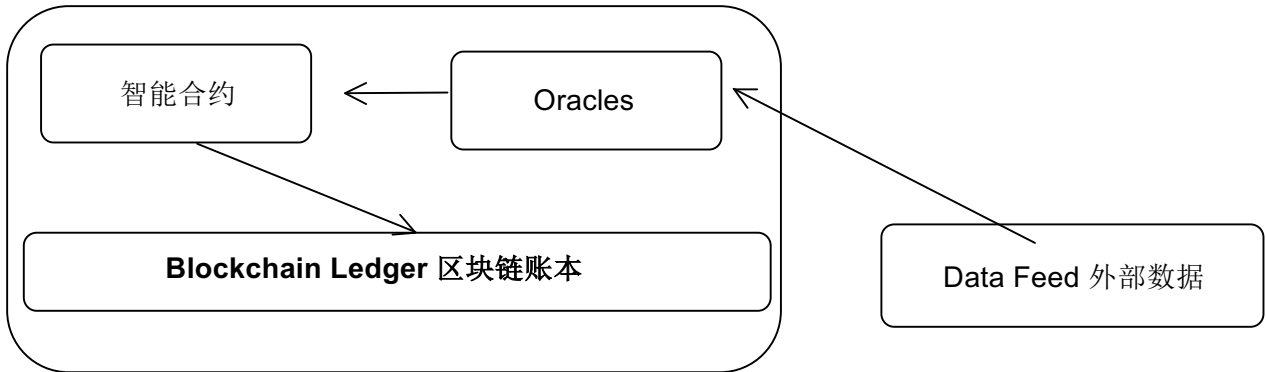 智能合约
Oracles
Blockchain Ledger 区块链账本
Data Feed 外部数据